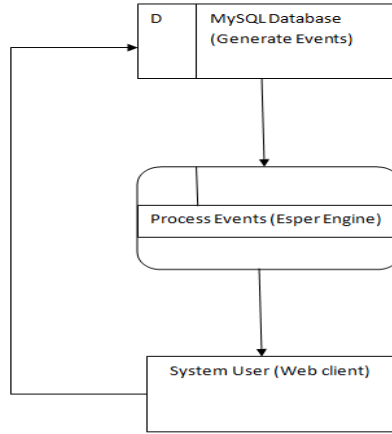 D MySQL Database
(Generate Events)
Process Events (Esper Engine)
System User (Web client)